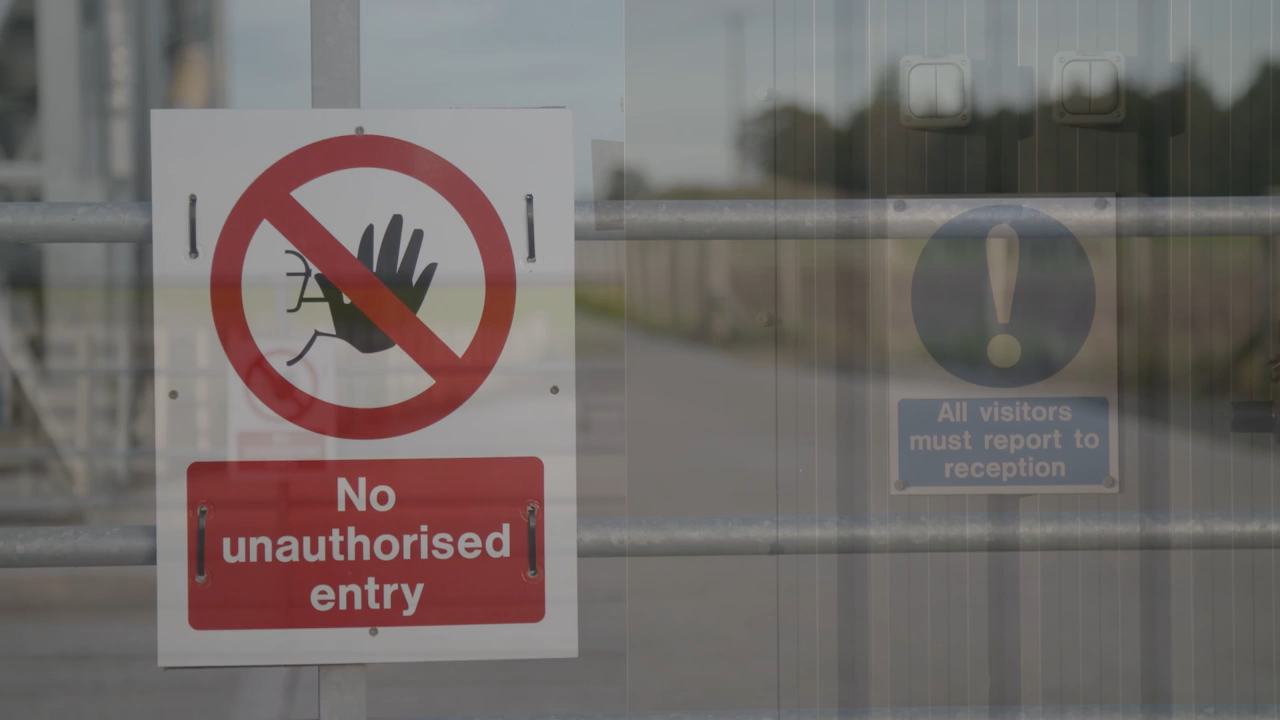 No
unauthorised
entry
All visitors
must report to
reception